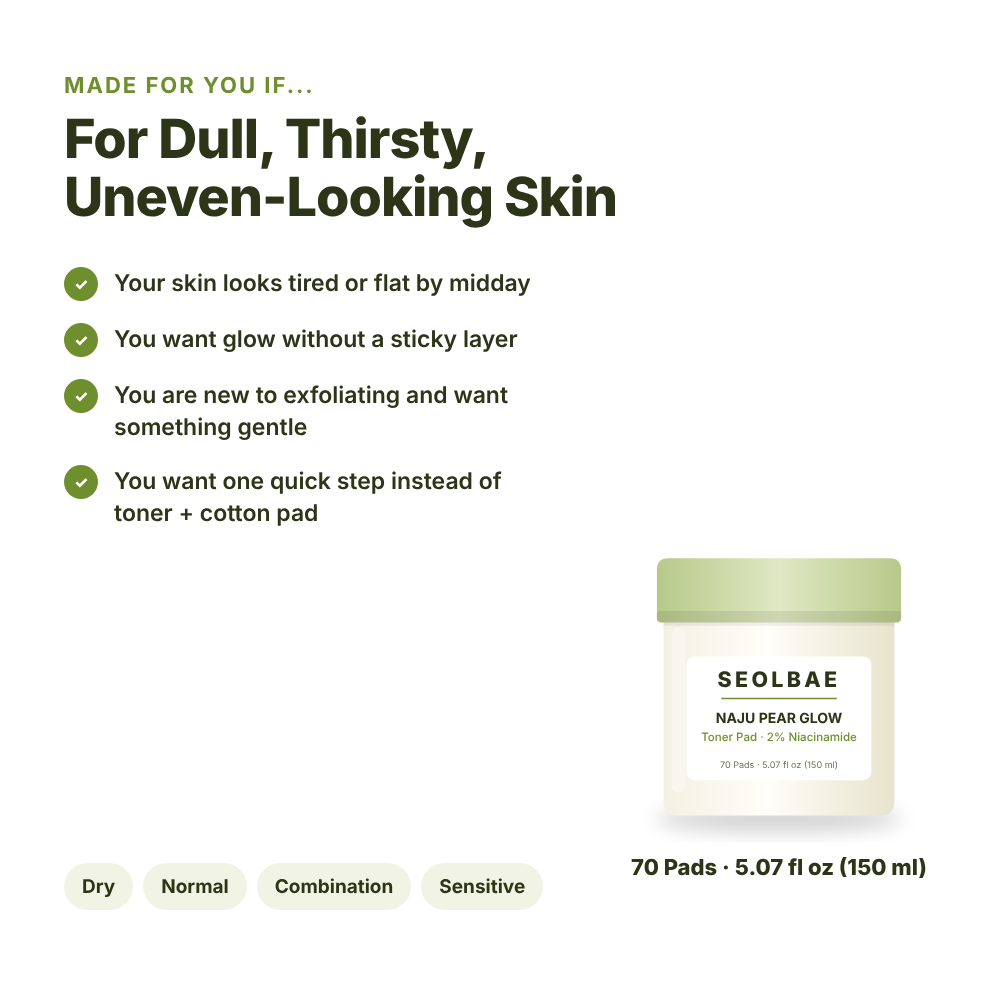 MADE FOR YOU IF...
For Dull, Thirsty,
Uneven-Looking Skin
Your skin looks tired or flat by midday
You want glow without a sticky layer
You are new to exfoliating and want
something gentle
You want one quick step instead of
toner + cotton pad
SEOLBAE
NAJU PEAR GLOW
Toner Pad · 2% Niacinamide
70 Pads · 5.07 fl oz (150 ml)
70 Pads · 5.07 fl oz (150 ml)
Dry
Normal
Combination
Sensitive